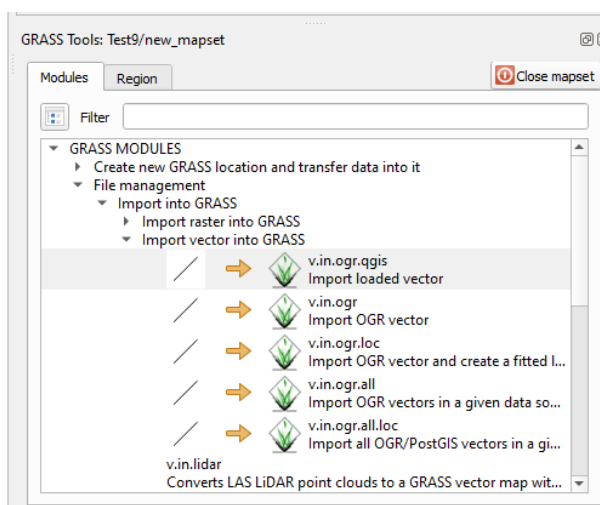 GRASS Tools: Test9/new_mapset
Modules
Region
Close mapset
Filter
GRASS MODULES
Create new GRASS location and transfer data into it
File management
Import into GRASS
Import raster into GRASS
Import vector into GRASS
v.in.ogr.qgis
Import loaded vector
v.in.ogr
Import OGR vector
v.in.ogr.loc
Import OGR vector and create a fitted l...
v.in.ogr.all
Import OGR vectors in a given data so...
v.in.ogr.all.loc
Import all OGR/PostGIS vectors in a gi...
v.in.lidar
Converts LAS LiDAR point clouds to a GRASS vector map wit...